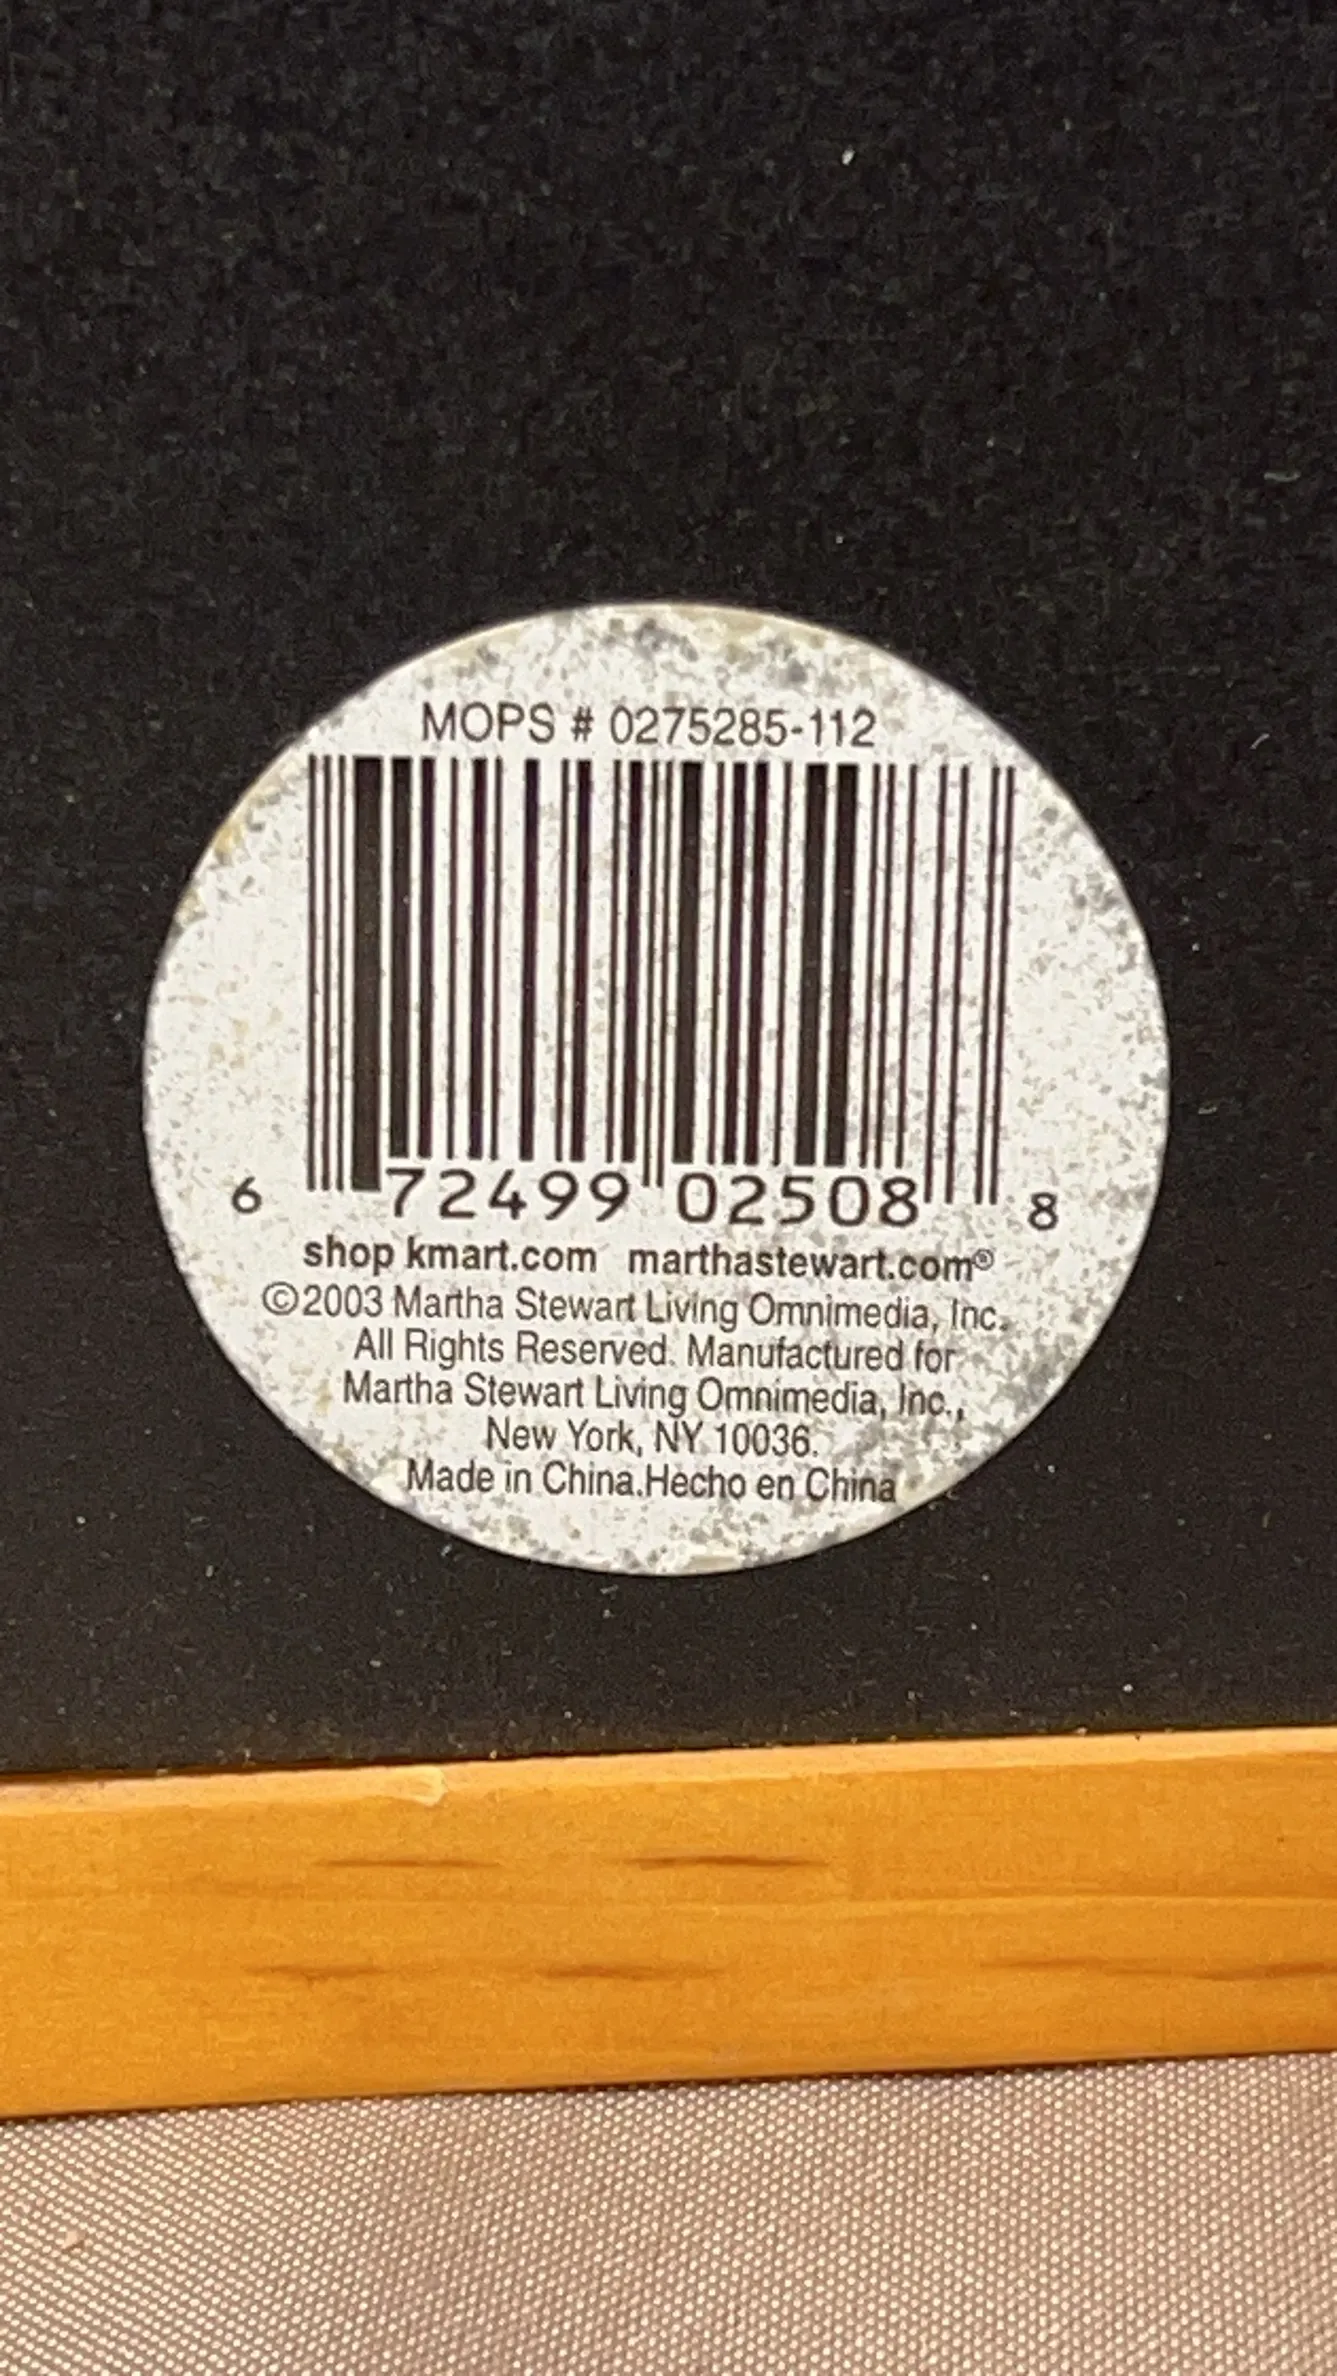 MOPS # 0275285-112
6 72499 02508 8
shop kmart.com marthastewart.com®
©2003 Martha Stewart Living Omnimedia, Inc.
All Rights Reserved. Manufactured for
Martha Stewart Living Omnimedia, Inc.,
New York, NY 10036.
Made in China.Hecho en China